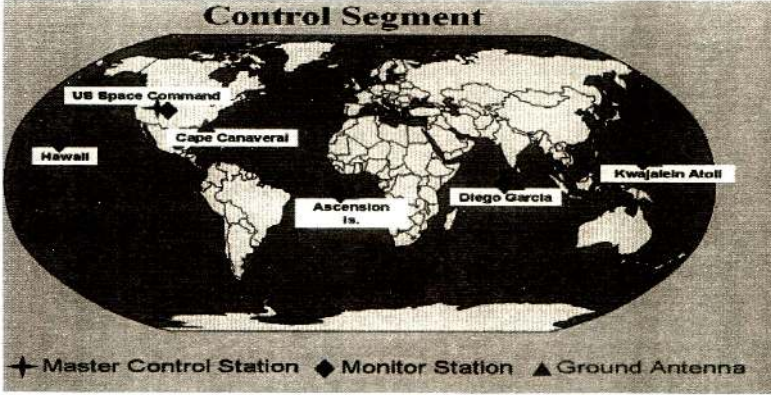 Control Segment
US Space Command
Cape Canaveral
Hawaii
Kwajalein Atoll
Diego Garcia
Ascension
Is.
Master Control Station Monitor Station Ground Antenna